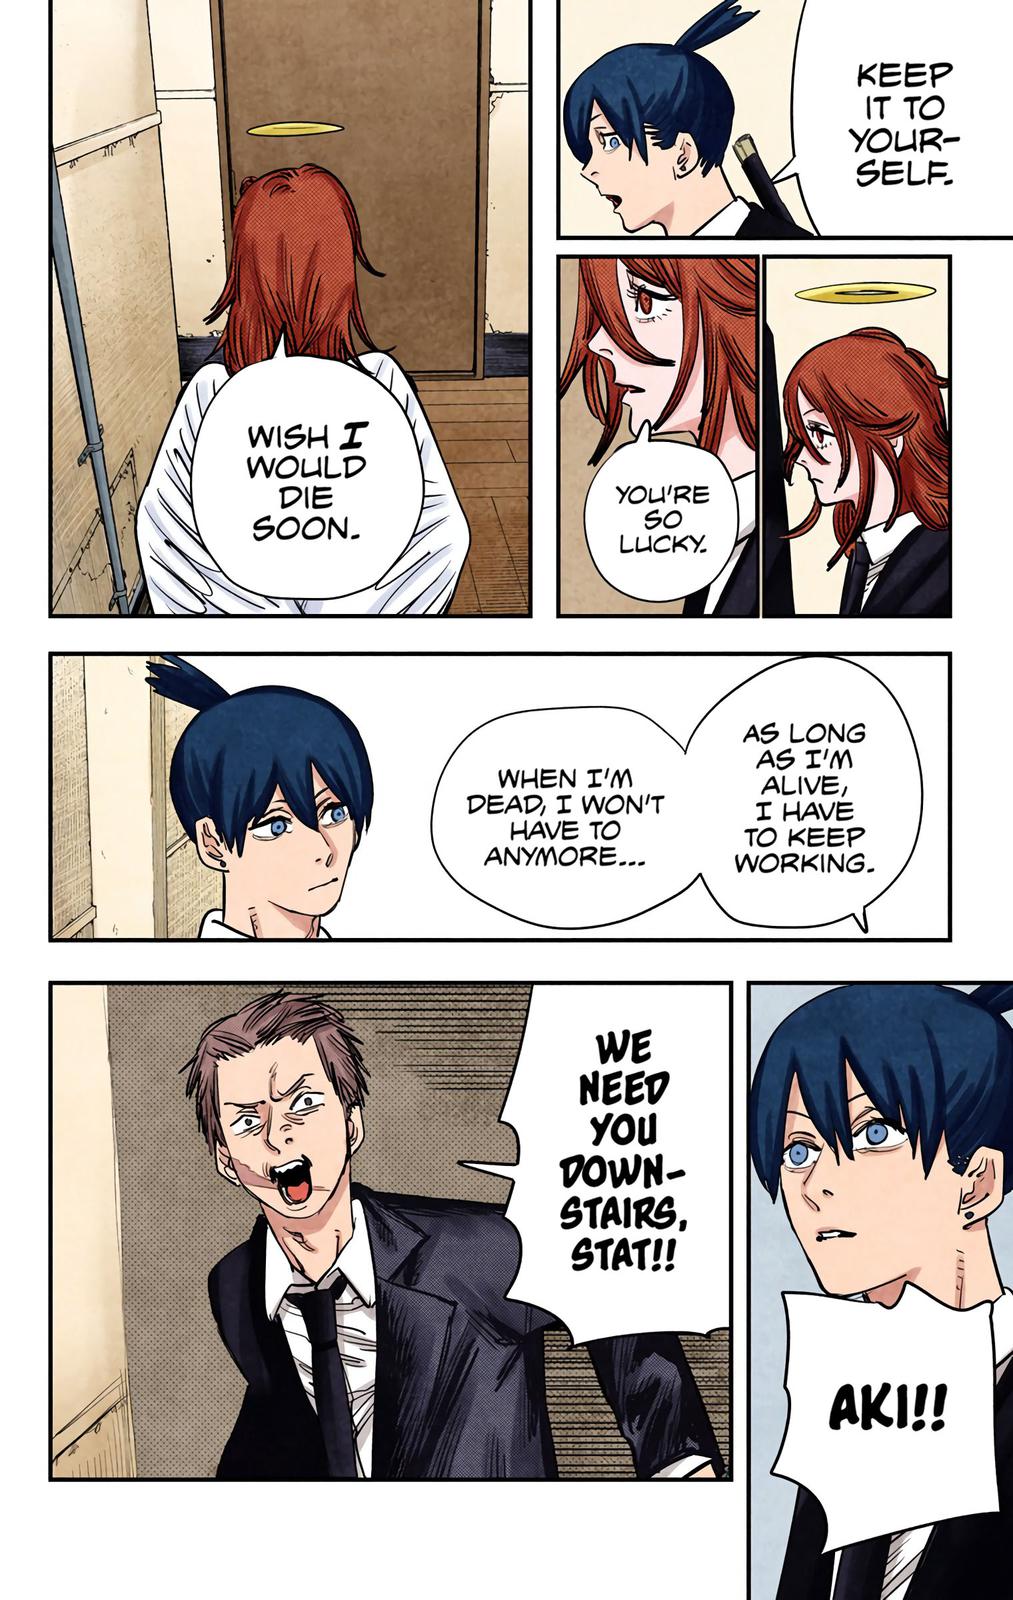 KEEP
IT TO
YOUR-
SELF.
YOU'RE
SO
LUCKY.
WISH I
WOULD
DIE
SOON.
AS LONG
AS I'M
ALIVE,
I HAVE
TO KEEP
WORKING.
WHEN I'M
DEAD, I WON'T
HAVE TO
ANYMORE...
AKI!!
WE
NEED
YOU
DOWN-
STAIRS,
STAT!!